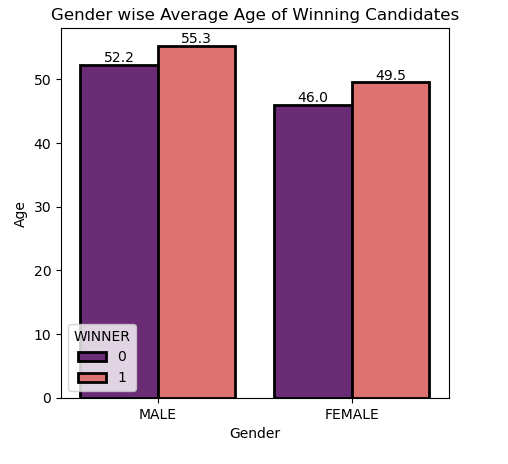 Gender wise Average Age of Winning Candidates
55.3
52.2
49.5
46.0
50
40
30
20
10
0
Age
WINNER
0
1
MALE
FEMALE
Gender